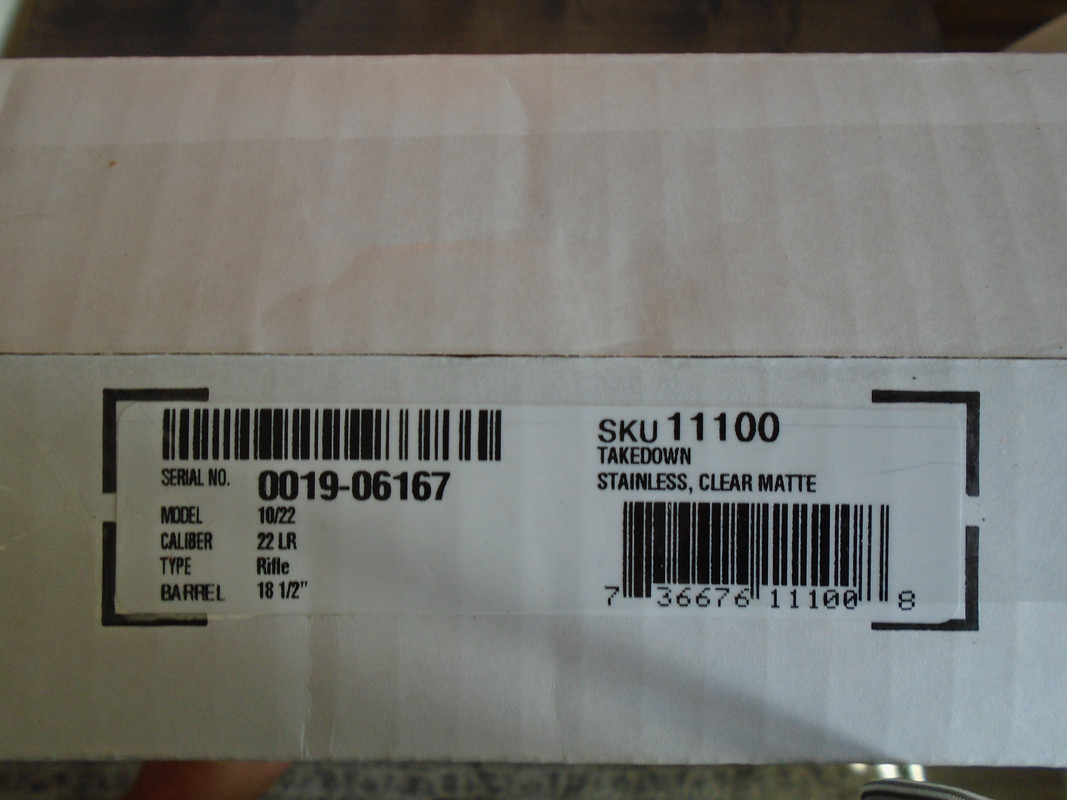 SERIAL NO. 0019-06167
MODEL 10/22
CALIBER 22 LR
TYPE Rifle
BARREL 18 1/2"
SKU 11100
TAKEDOWN
STAINLESS, CLEAR MATTE
7 36676 11100 8